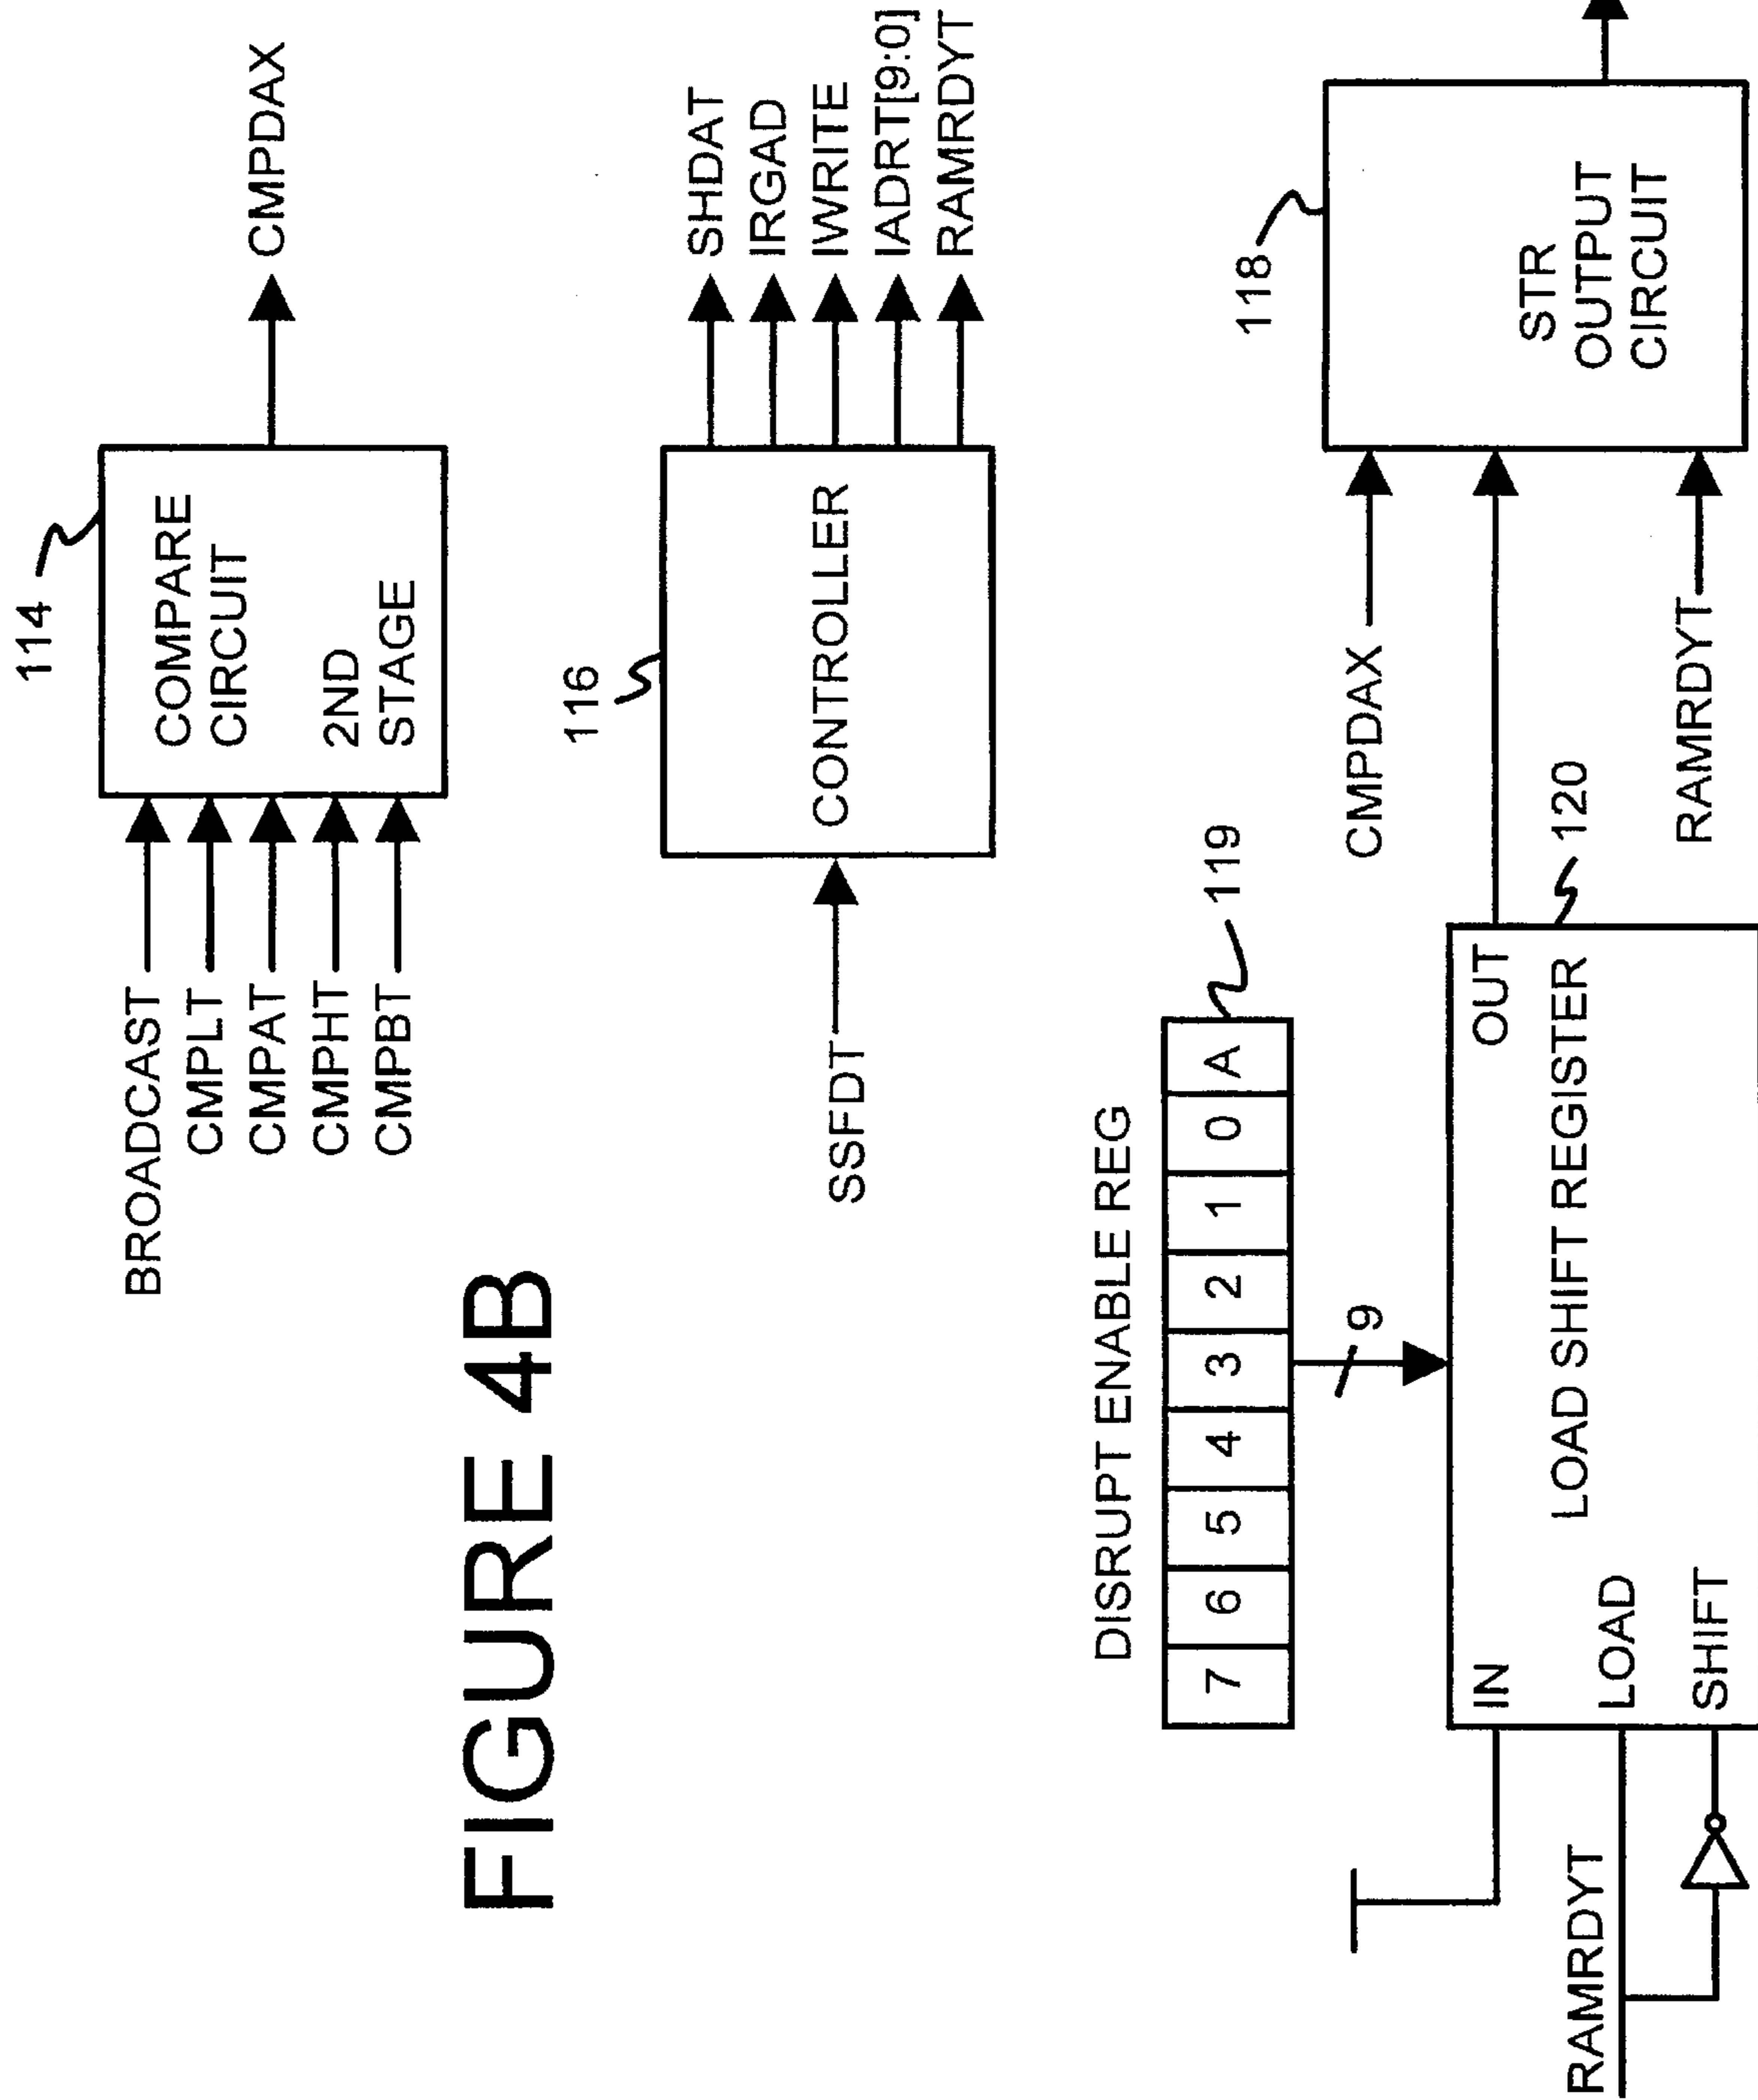 FIGURE 4B
114
BROADCAST
CMPLT
CMPAT
CMPHT
CMPBT
COMPARE
CIRCUIT
2ND
STAGE
CMPDAX
116
SSFDT
CONTROLLER
SHDAT
IRGAD
IWRITE
IADRT[9:0]
RAMRDYT
DISRUPT ENABLE REG
7 6 5 4 3 2 1 0 A
119
9
IN
OUT
LOAD SHIFT REGISTER
LOAD
SHIFT
120
RAMRDYT
CMPDAX
RAMRDYT
118
STR
OUTPUT
CIRCUIT